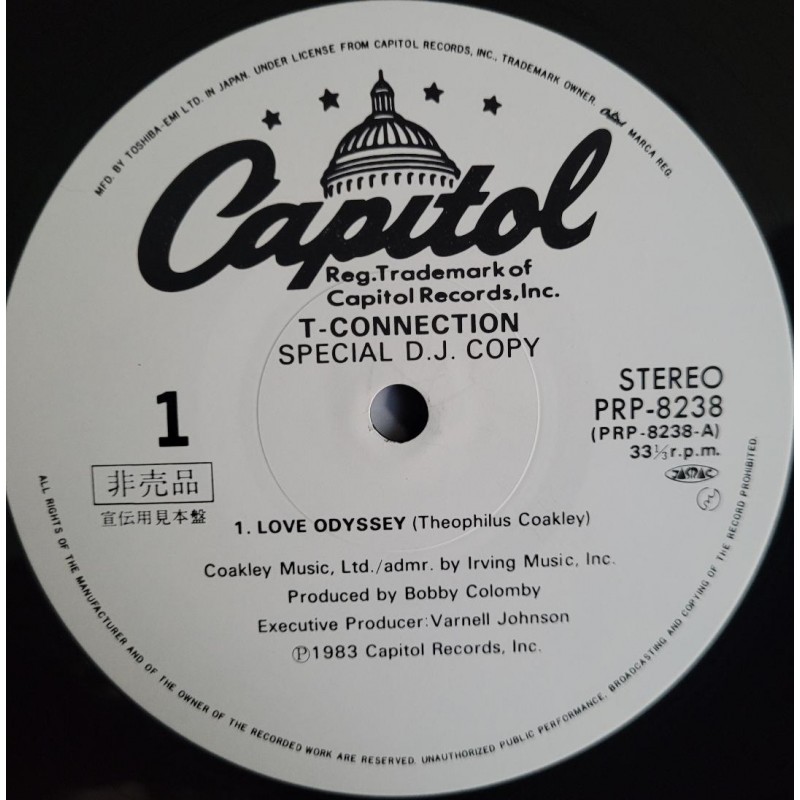 MFD. BY TOSHIBA-EMI LTD. IN JAPAN. UNDER LICENSE FROM CAPITOL RECORDS, INC., TRADEMARK OWNER. Capitol MARCA REG.
Capitol
Reg.Trademark of
Capitol Records,Inc.
T-CONNECTION
SPECIAL D.J. COPY
1
STEREO
PRP-8238
(PRP-8238-A)
33⅓r.p.m.
JASRAC
非売品
宣伝用見本盤
1. LOVE ODYSSEY (Theophilus Coakley)
Coakley Music, Ltd./admr. by Irving Music, Inc.
Produced by Bobby Colomby
Executive Producer:Varnell Johnson
Ⓟ1983 Capitol Records, Inc.
ALL RIGHTS OF THE MANUFACTURER AND OF THE OWNER OF THE RECORDED WORK ARE RESERVED. UNAUTHORIZED PUBLIC PERFORMANCE, BROADCASTING AND COPYING OF THE RECORD PROHIBITED.